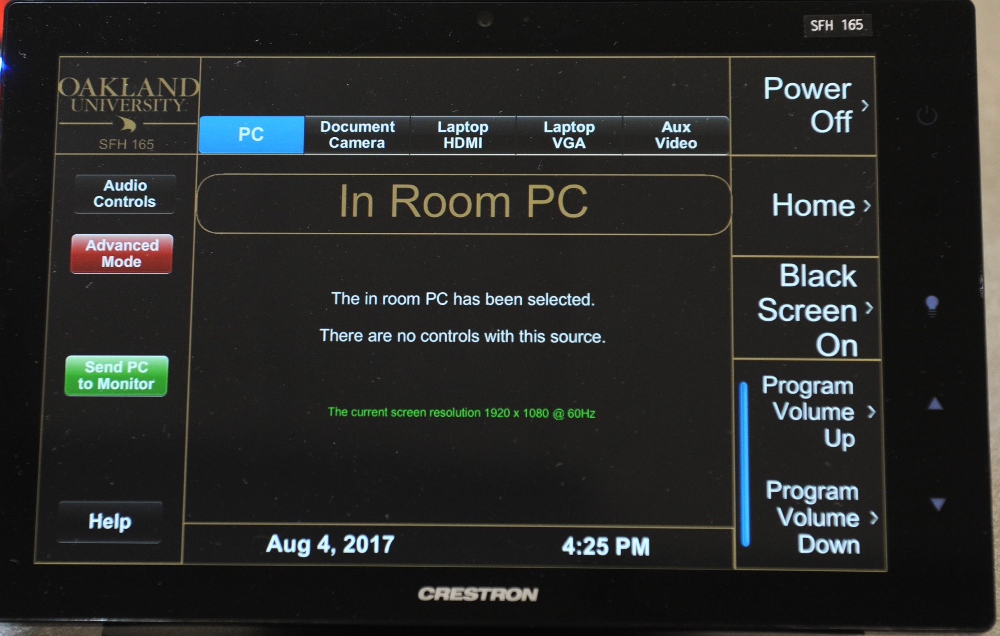 SFH 165
OAKLAND
UNIVERSITY
SFH 165
PC
Document
Camera
Laptop
HDMI
Laptop
VGA
Aux
Video
Power
Off
Audio
Controls
Advanced
Mode
Send PC
to Monitor
Help
In Room PC
The in room PC has been selected.
There are no controls with this source.
The current screen resolution 1920 x 1080 @ 60Hz
Aug 4, 2017
4:25 PM
Home
Black
Screen
On
Program
Volume
Up
Program
Volume
Down
CRESTRON